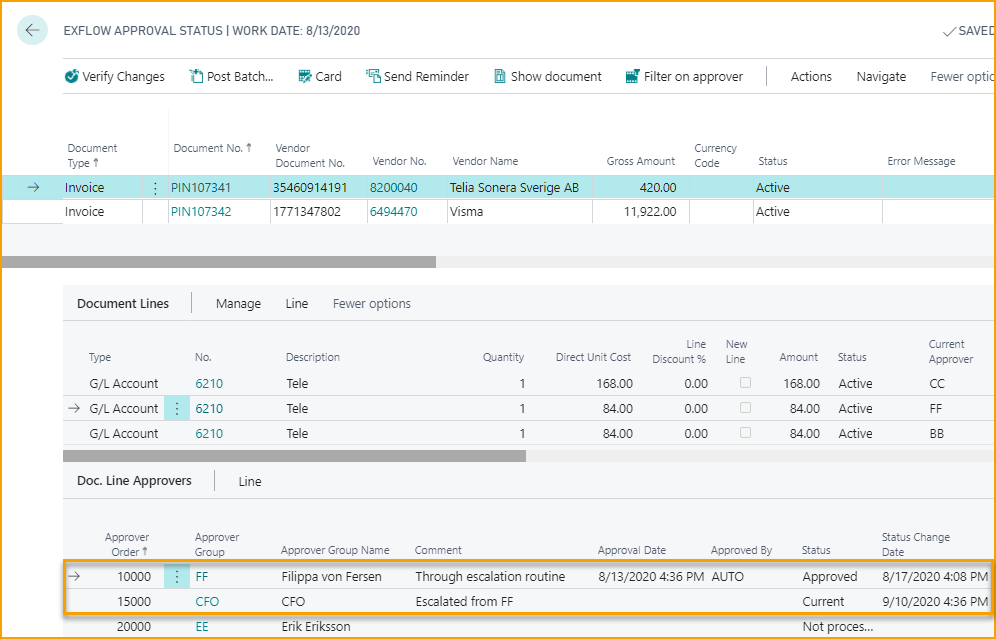 EXFLOW APPROVAL STATUS | WORK DATE: 8/13/2020 SAVED
Verify Changes Post Batch... Card Send Reminder Show document Filter on approver Actions Navigate Fewer optio
Document Type ↑ Document No. ↑ Vendor Document No. Vendor No. Vendor Name Gross Amount Currency Code Status Error Message
Invoice PIN107341 35460914191 8200040 Telia Sonera Sverige AB 420.00 Active
Invoice PIN107342 1771347802 6494470 Visma 11,922.00 Active
Document Lines Manage Line Fewer options
Type No. Description Quantity Direct Unit Cost Line Discount % New Line Amount Status Current Approver
G/L Account 6210 Tele 1 168.00 0.00 168.00 Active CC
G/L Account 6210 Tele 1 84.00 0.00 84.00 Active FF
G/L Account 6210 Tele 1 84.00 0.00 84.00 Active BB
Doc. Line Approvers Line
Approver Order ↑ Approver Group Approver Group Name Comment Approval Date Approved By Status Status Change Date
10000 FF Filippa von Fersen Through escalation routine 8/13/2020 4:36 PM AUTO Approved 8/17/2020 4:08 PM
15000 CFO CFO Escalated from FF Current 9/10/2020 4:36 PM
20000 EE Erik Eriksson Not proces...